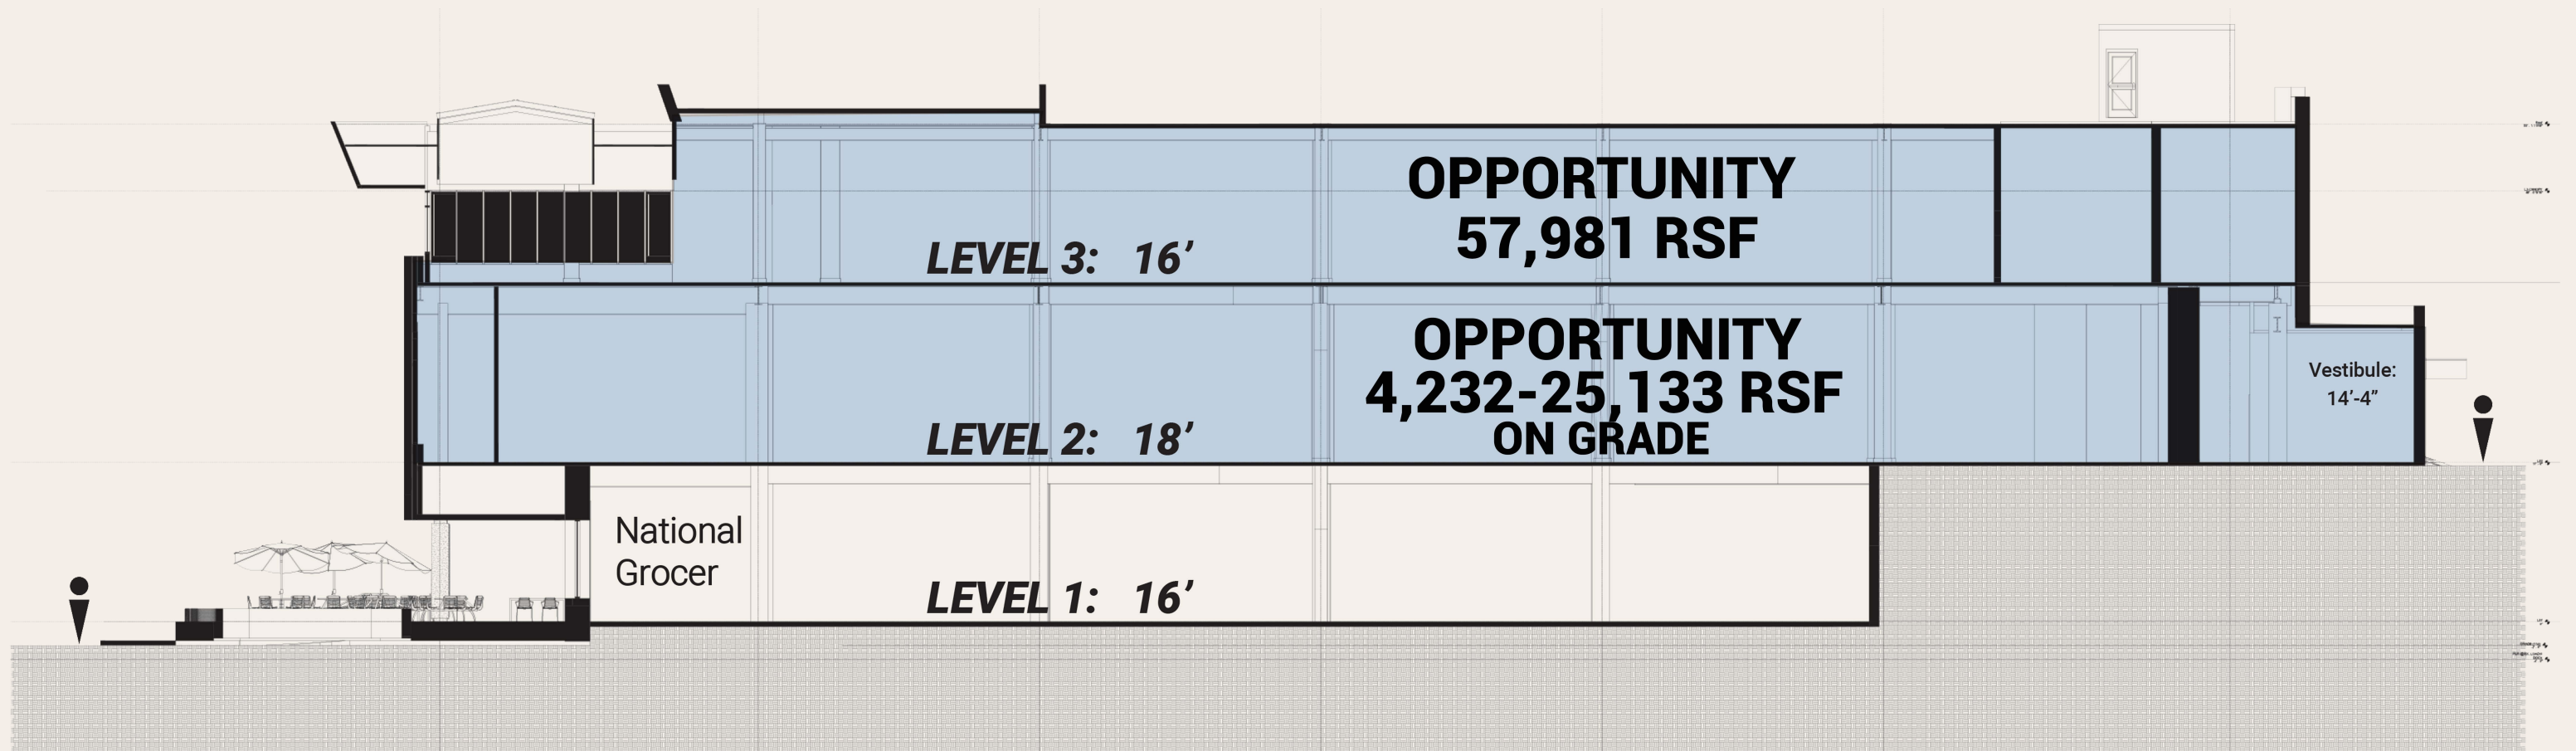 OPPORTUNITY
57,981 RSF
LEVEL 3: 16’
OPPORTUNITY
4,232-25,133 RSF
ON GRADE
LEVEL 2: 18’
Vestibule:
14’-4”
National
Grocer
LEVEL 1: 16’